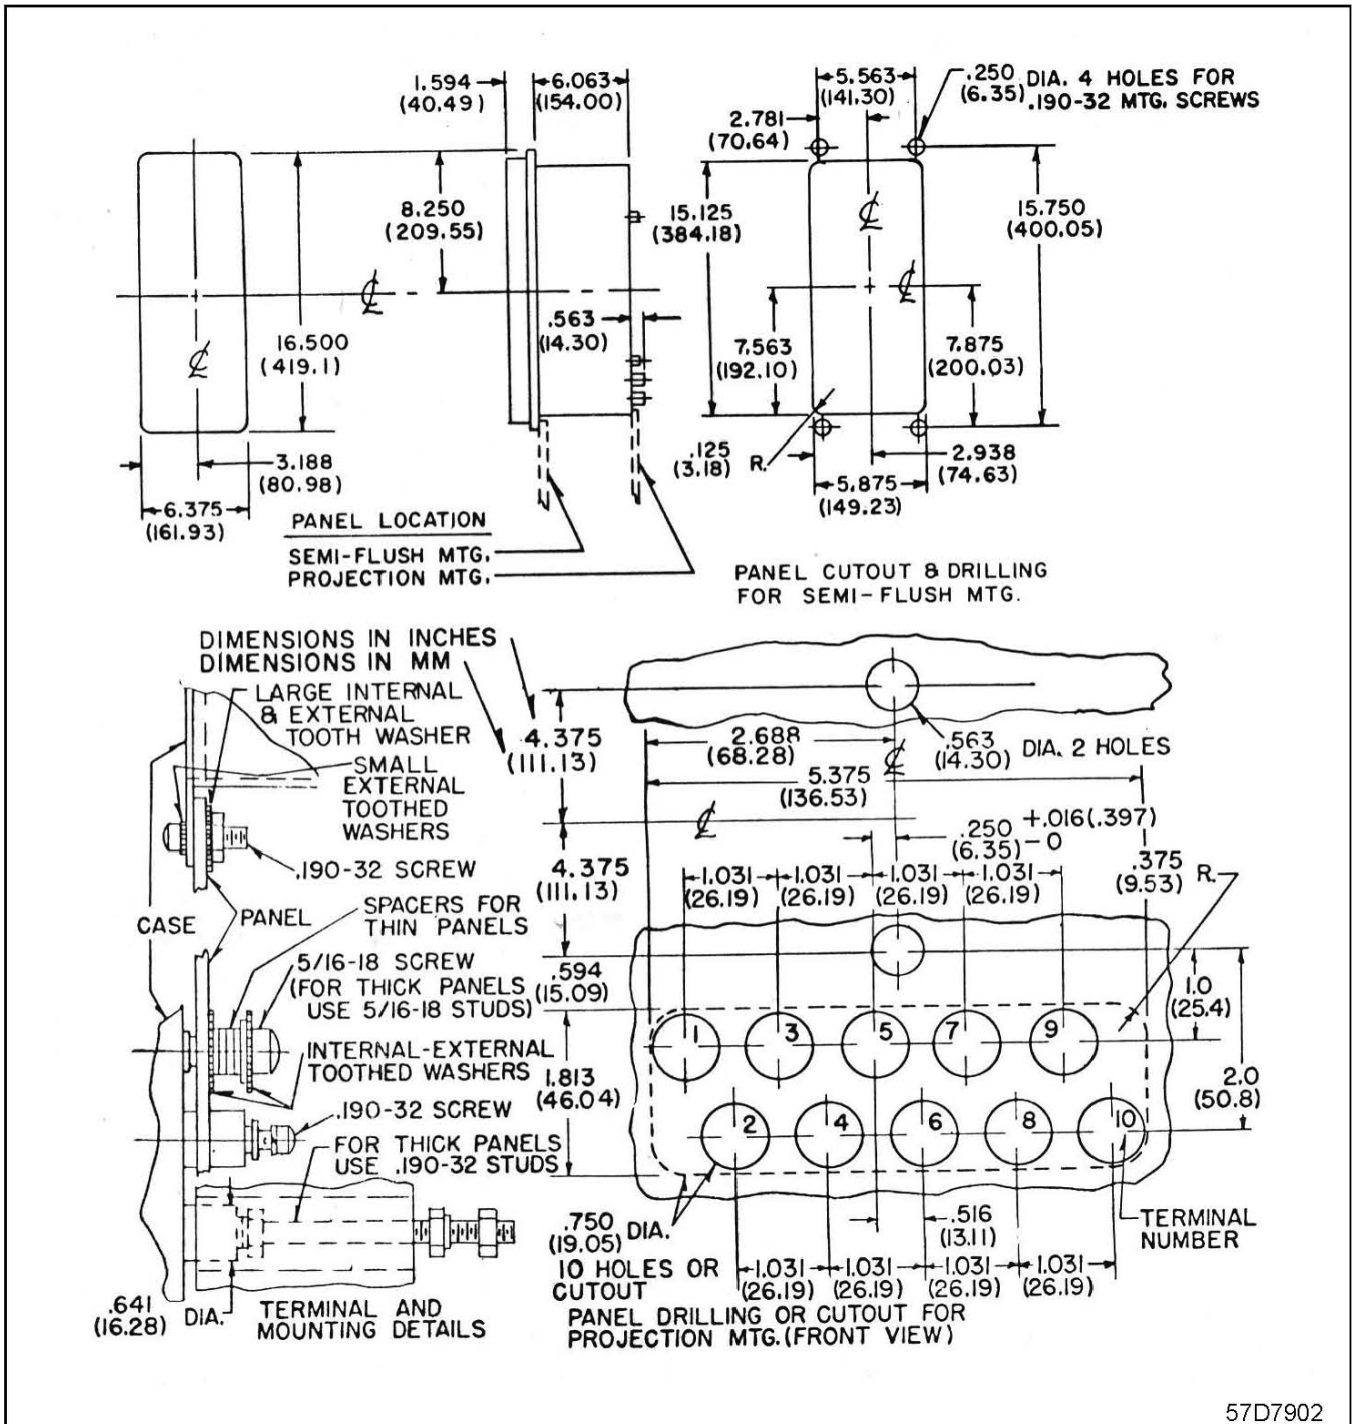 1.594
(40.49)
6.063
(154.00)
5.563
(141.30)
.250
(6.35)
DIA. 4 HOLES FOR
.190-32 MTG. SCREWS
2.781
(70.64)
8.250
(209.55)
15.125
(384.18)
15.750
(400.05)
℄
℄
℄
℄
16.500
(419.1)
.563
(14.30)
7.563
(192.10)
7.875
(200.03)
3.188
(80.98)
6.375
(161.93)
.125
(3.18) R.
2.938
(74.63)
5.875
(149.23)
PANEL LOCATION
SEMI-FLUSH MTG.
PROJECTION MTG.
PANEL CUTOUT & DRILLING
FOR SEMI-FLUSH MTG.
DIMENSIONS IN INCHES
DIMENSIONS IN MM
LARGE INTERNAL
& EXTERNAL
TOOTH WASHER
SMALL
EXTERNAL
TOOTHED
WASHERS
.190-32 SCREW
CASE
PANEL
SPACERS FOR
THIN PANELS
5/16-18 SCREW
(FOR THICK PANELS
USE 5/16-18 STUDS)
INTERNAL-EXTERNAL
TOOTHED WASHERS
.190-32 SCREW
FOR THICK PANELS
USE .190-32 STUDS
.641
(16.28) DIA.
TERMINAL AND
MOUNTING DETAILS
4.375
(111.13)
2.688
(68.28)
℄
.563
(14.30)
DIA. 2 HOLES
5.375
(136.53)
℄
.250 +.016(.397)
(6.35) -0
4.375
(111.13)
1.031
(26.19)
1.031
(26.19)
1.031
(26.19)
1.031
(26.19)
.375
(9.53) R.
.594
(15.09)
1.0
(25.4)
1 3 5 7 9
1.813
(46.04)
2.0
(50.8)
2 4 6 8 10
.750
(19.05) DIA.
10 HOLES OR
CUTOUT
.516
(13.11)
TERMINAL
NUMBER
1.031
(26.19)
1.031
(26.19)
1.031
(26.19)
1.031
(26.19)
PANEL DRILLING OR CUTOUT FOR
PROJECTION MTG. (FRONT VIEW)
57D7902